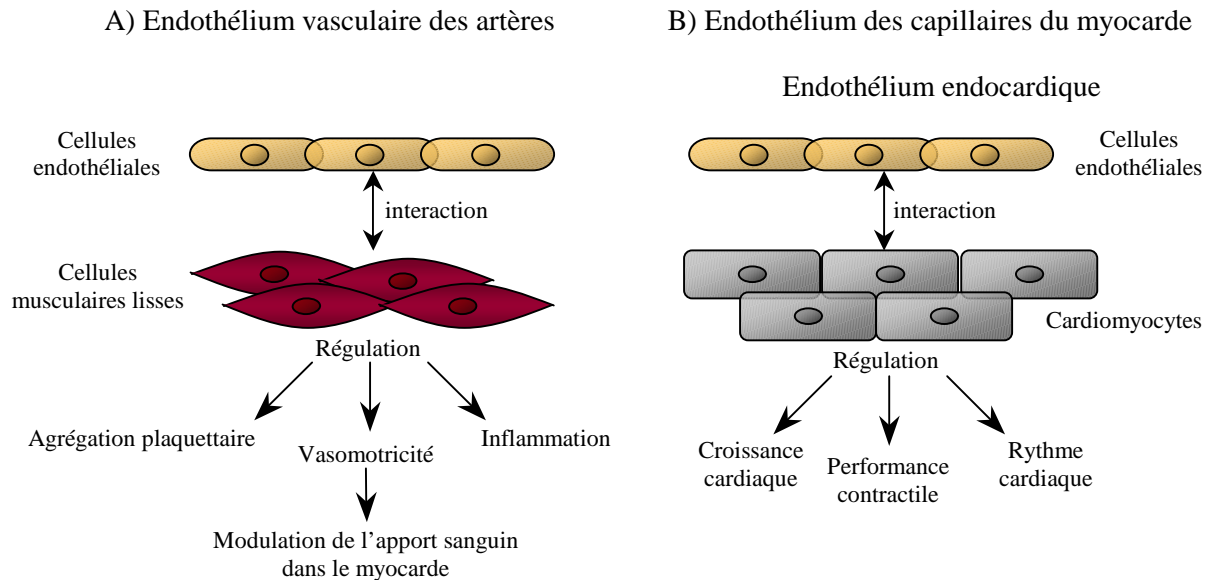 A) Endothélium vasculaire des artères
Cellules
endothéliales
interaction
Cellules
musculaires lisses
Régulation
Agrégation plaquettaire
Vasomotricité
Inflammation
Modulation de l’apport sanguin
dans le myocarde
B) Endothélium des capillaires du myocarde
Endothélium endocardique
Cellules
endothéliales
interaction
Cardiomyocytes
Régulation
Croissance
cardiaque
Performance
contractile
Rythme
cardiaque